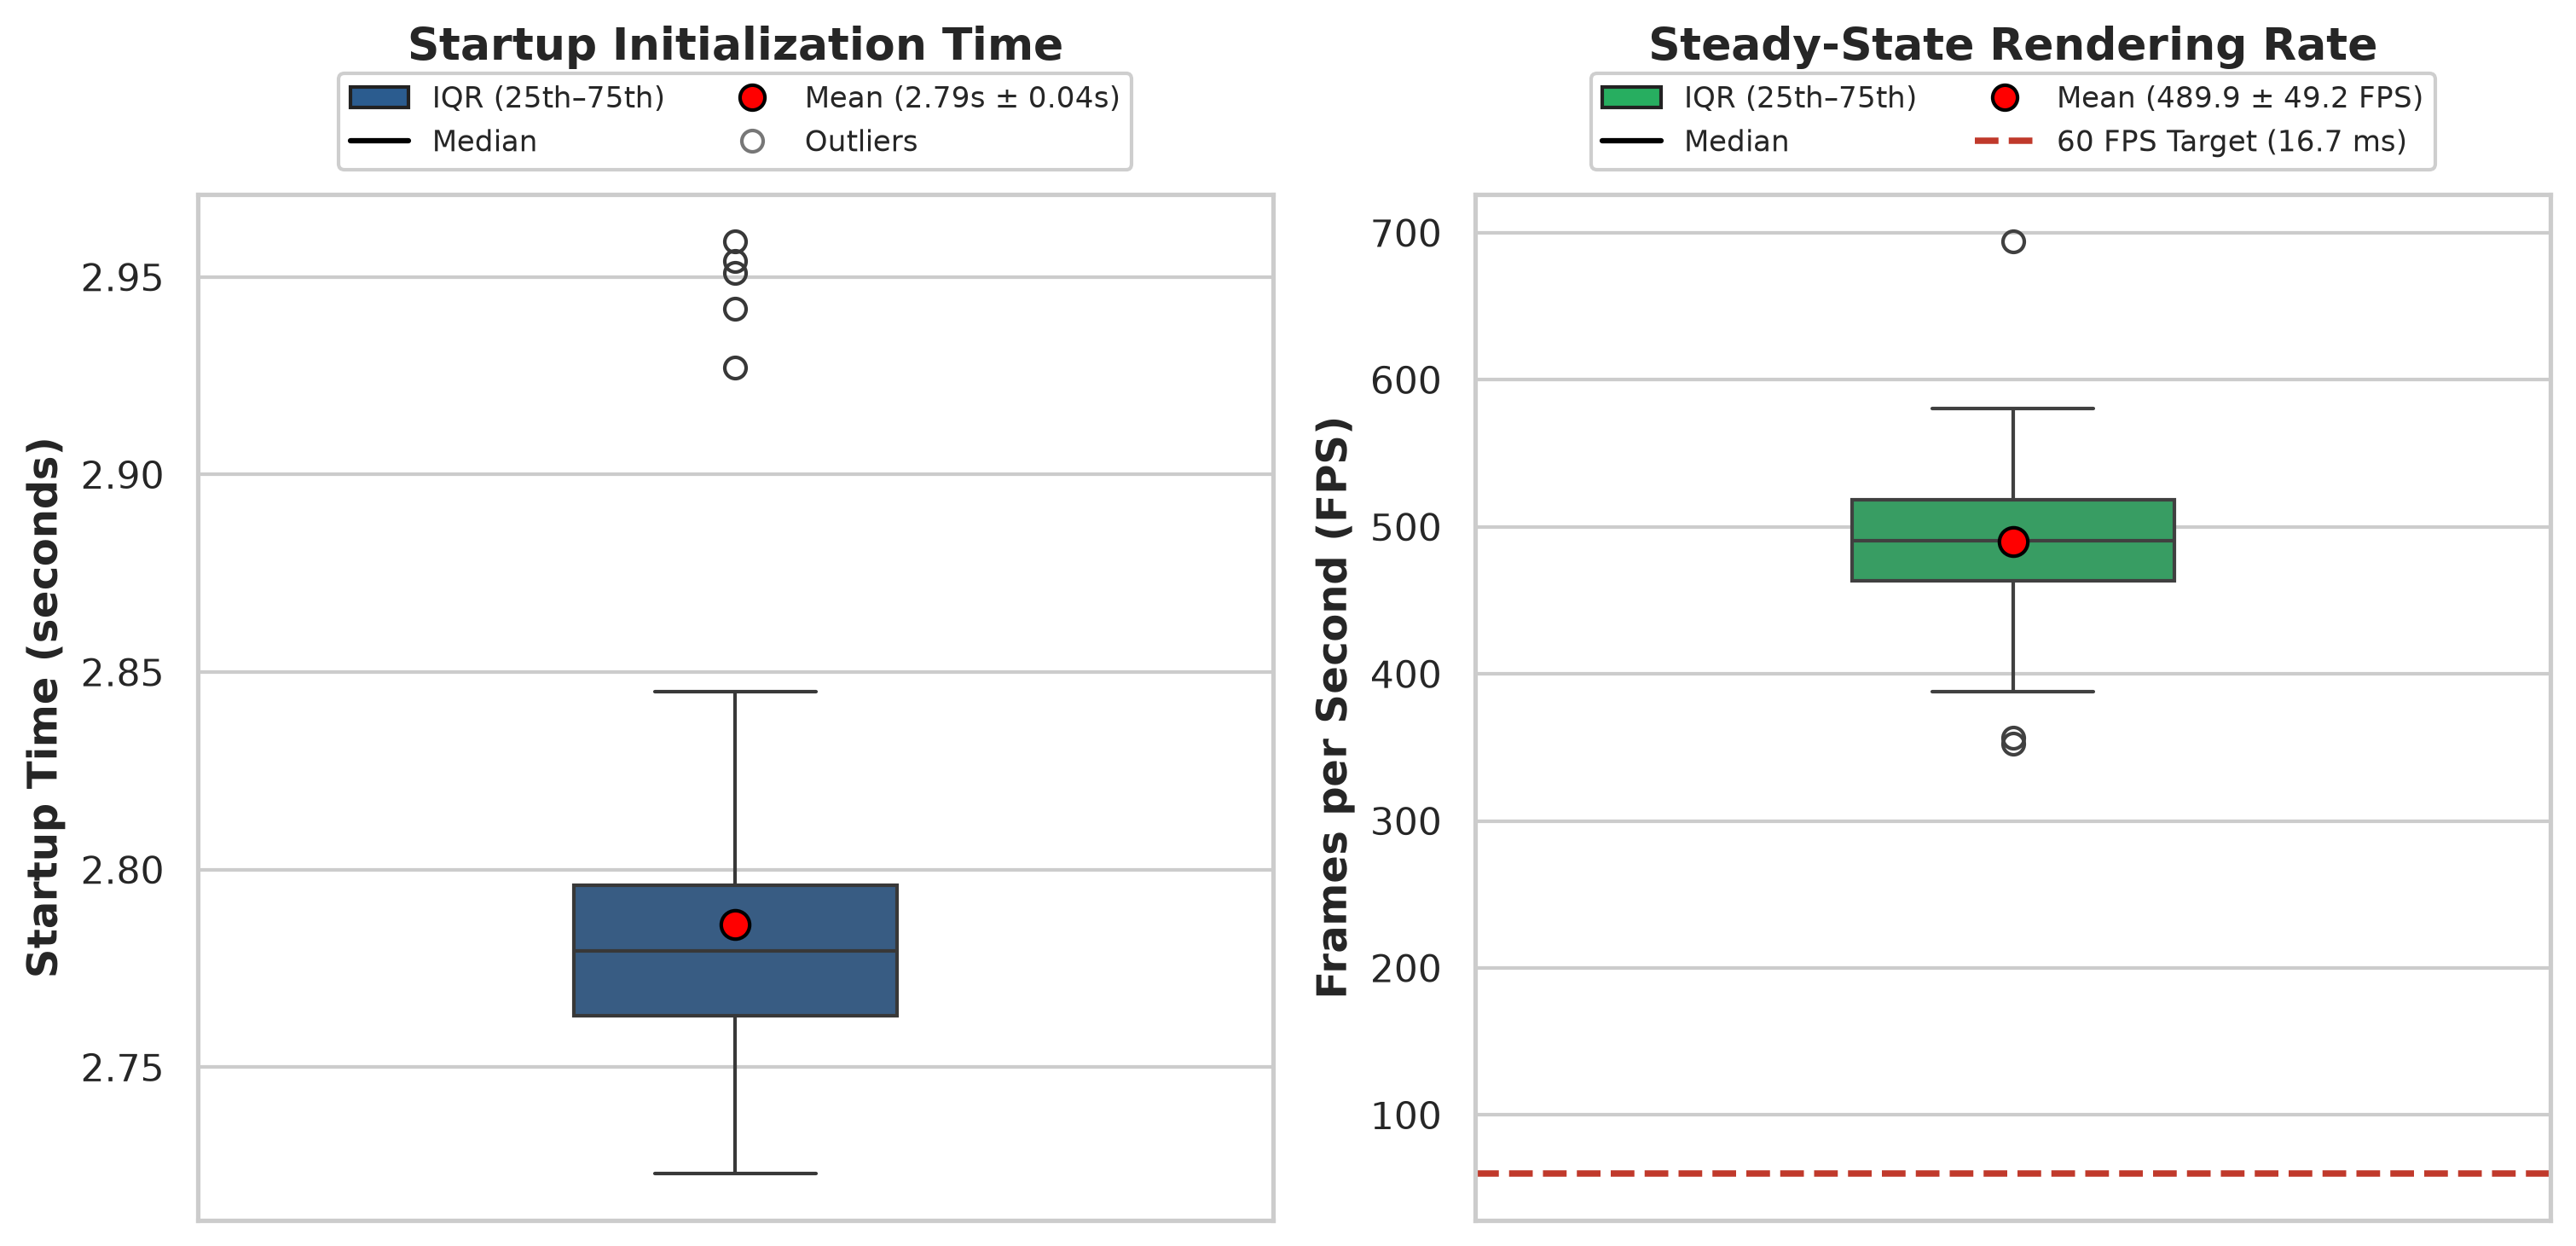 Startup Initialization Time
IQR (25th–75th)
Median
Mean (2.79s ± 0.04s)
Outliers
Startup Time (seconds)
2.95
2.90
2.85
2.80
2.75
Steady-State Rendering Rate
IQR (25th–75th)
Median
Mean (489.9 ± 49.2 FPS)
60 FPS Target (16.7 ms)
Frames per Second (FPS)
700
600
500
400
300
200
100